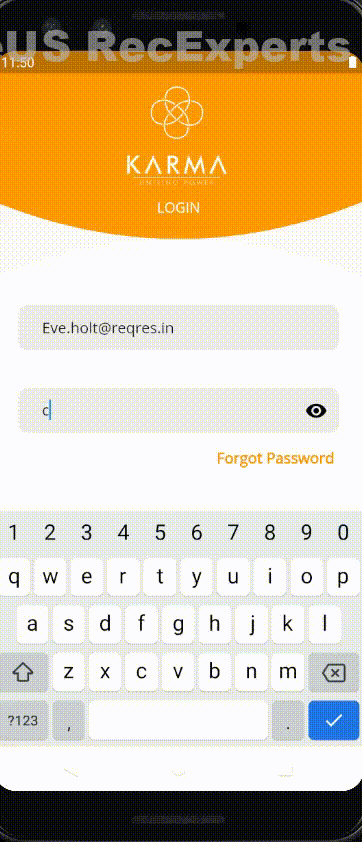 eUS RecExperts
11:50
KARMA
LOGIN
Eve.holt@reqres.in
c
Forgot Password
1 2 3 4 5 6 7 8 9 0
q w e r t y u i o p
a s d f g h j k l
z x c v b n m
?123 , .